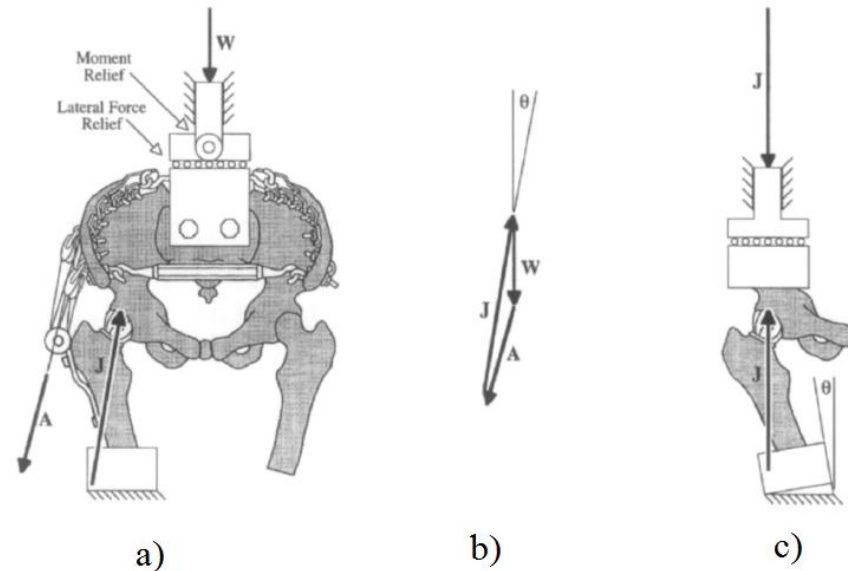 W
Moment
Relief
Lateral Force
Relief
J
A
θ
W
J
A
J
J
θ
a)
b)
c)